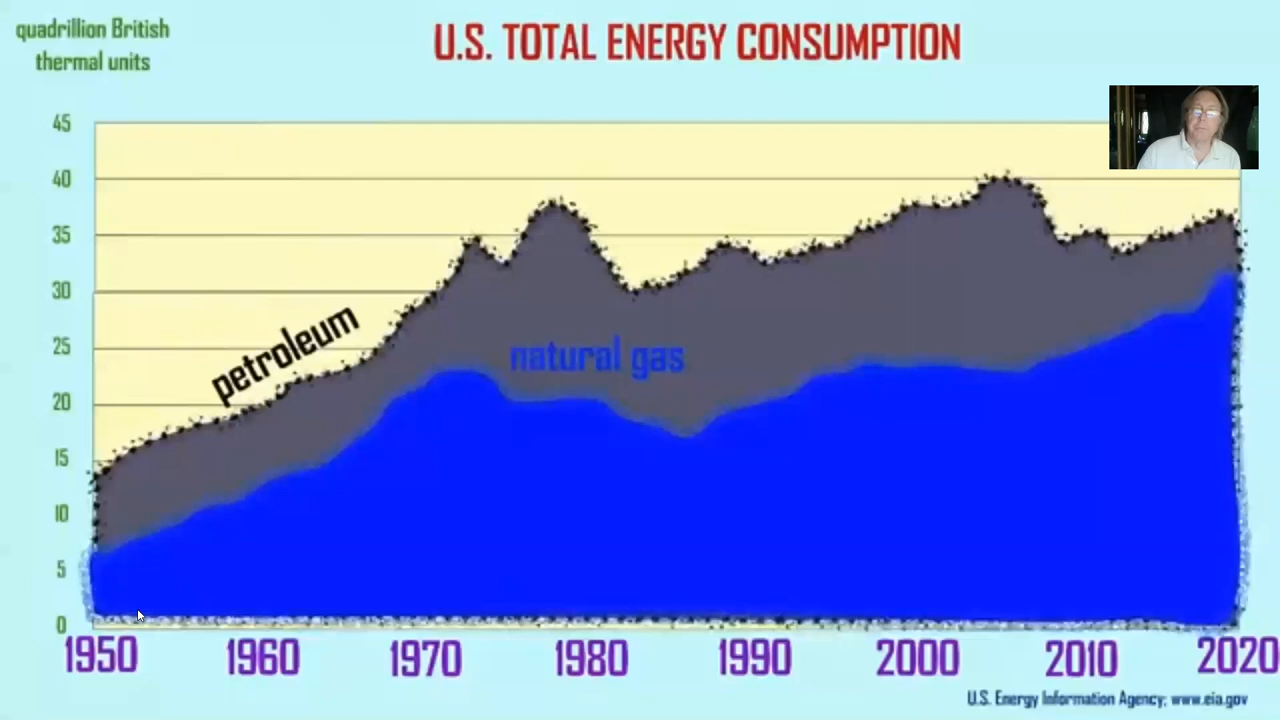 quadrillion British
thermal units
U.S. TOTAL ENERGY CONSUMPTION
45
40
35
30
25
20
15
10
5
0
petroleum
natural gas
1950 1960 1970 1980 1990 2000 2010 2020
U.S. Energy Information Agency; www.eia.gov